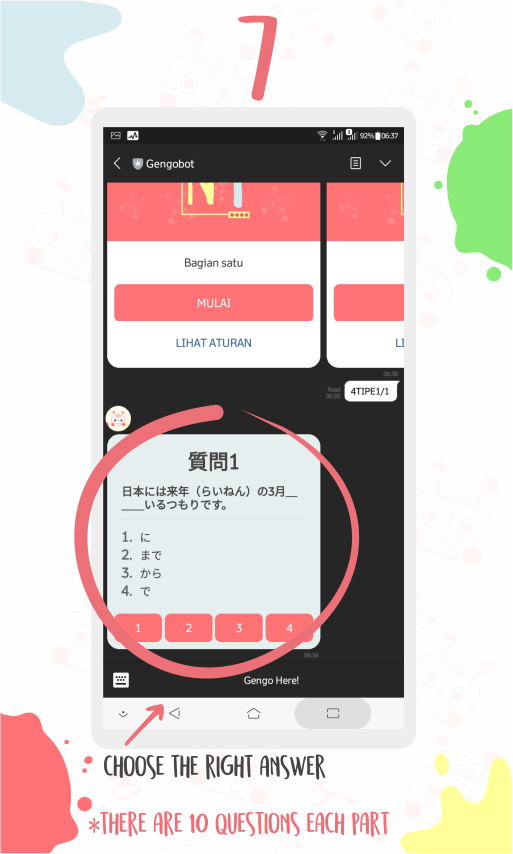 7
92% 06:37
Gengobot
Bagian satu
MULAI
LIHAT ATURAN
LI
06:36
Read
06:36
4TIPE1/1
質問1
日本には来年（らいねん）の3月__
____いるつもりです。
1. に
2. まで
3. から
4. で
1 2 3 4
06:36
Gengo Here!
CHOOSE THE RIGHT ANSWER
*THERE ARE 10 QUESTIONS EACH PART